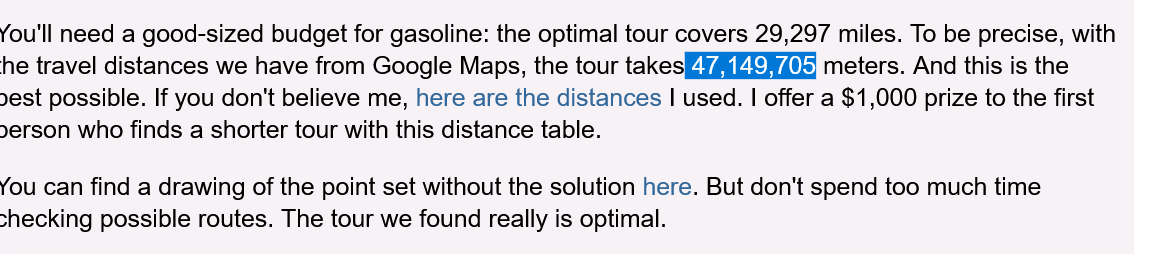 You'll need a good-sized budget for gasoline: the optimal tour covers 29,297 miles. To be precise, with
the travel distances we have from Google Maps, the tour takes 47,149,705 meters. And this is the
best possible. If you don't believe me, here are the distances I used. I offer a $1,000 prize to the first
person who finds a shorter tour with this distance table.
You can find a drawing of the point set without the solution here. But don't spend too much time
checking possible routes. The tour we found really is optimal.